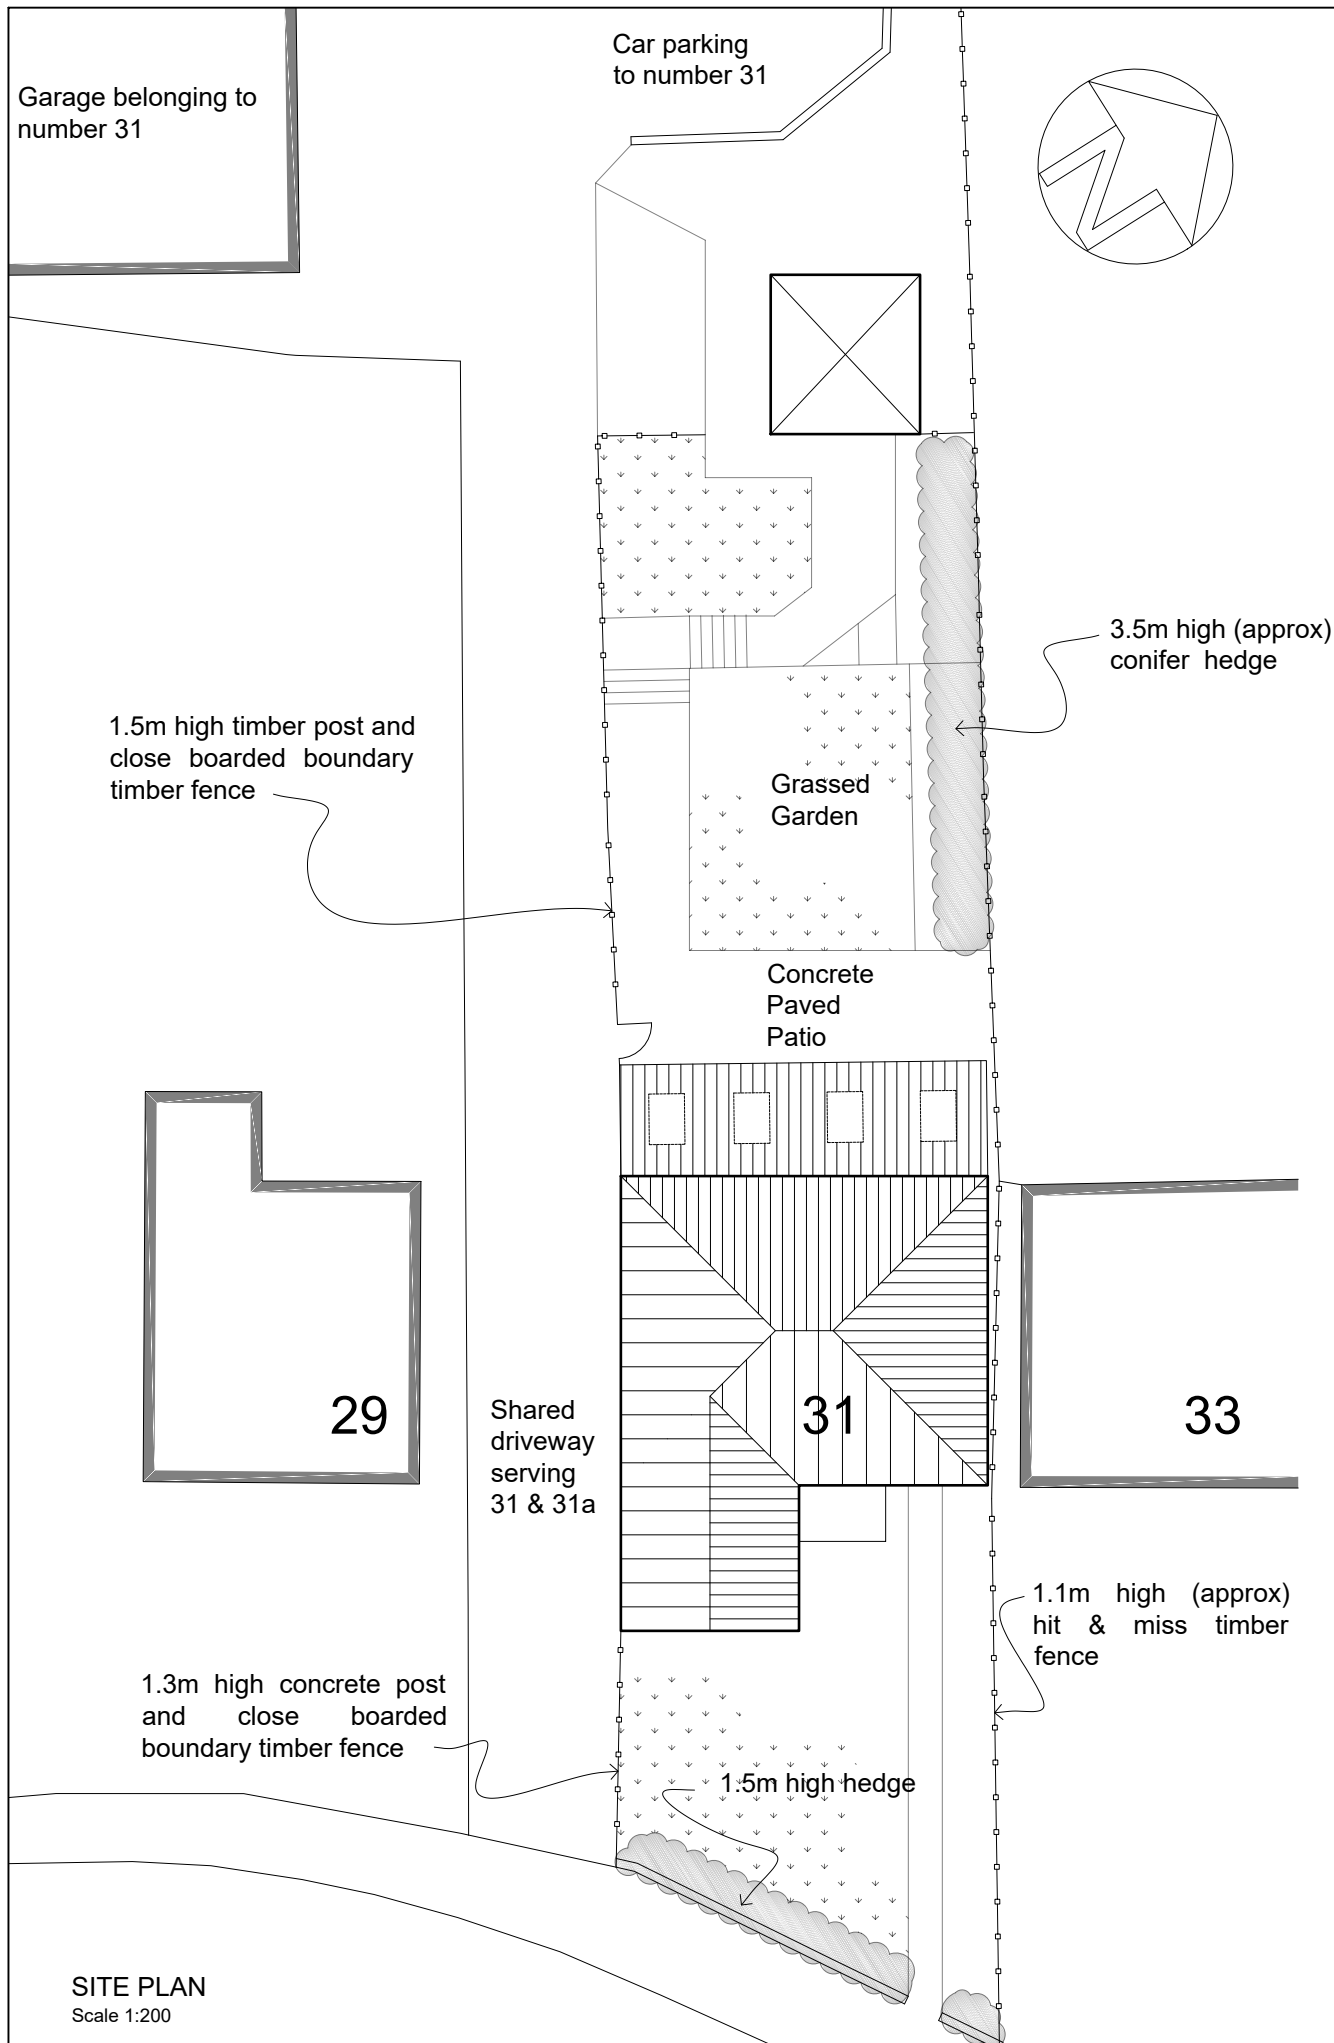 Car parking
to number 31
Garage belonging to
number 31
N
3.5m high (approx)
conifer hedge
1.5m high timber post and
close boarded boundary
timber fence
Grassed
Garden
Concrete
Paved
Patio
29
Shared
driveway
serving
31 & 31a
31
33
1.1m high (approx)
hit & miss timber
fence
1.3m high concrete post
and close boarded
boundary timber fence
1.5m high hedge
SITE PLAN
Scale 1:200